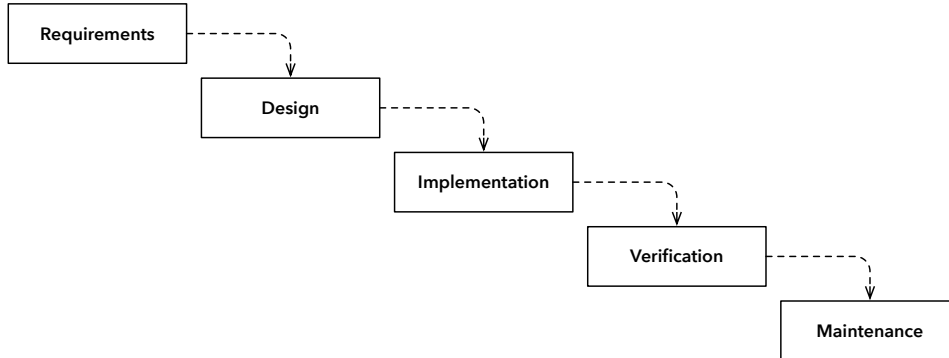 Requirements
Design
Implementation
Verification
Maintenance